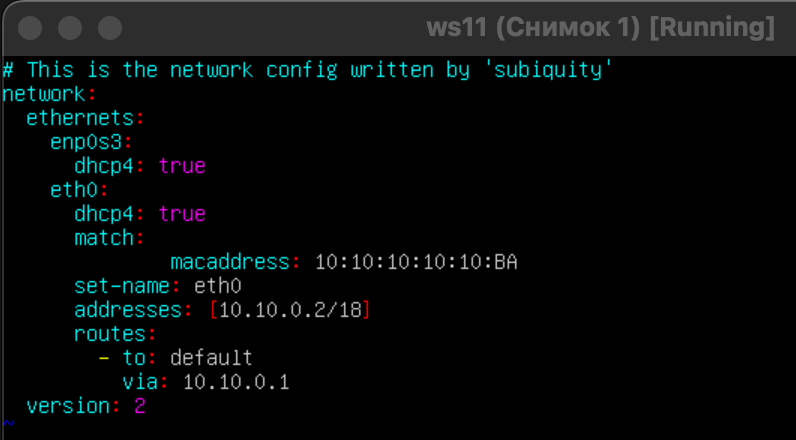 ws11 (Снимок 1) [Running]
# This is the network config written by 'subiquity'
network:
  ethernets:
    enp0s3:
      dhcp4: true
    eth0:
      dhcp4: true
      match:
              macaddress: 10:10:10:10:10:BA
      set-name: eth0
      addresses: [10.10.0.2/18]
      routes:
        - to: default
          via: 10.10.0.1
  version: 2
~